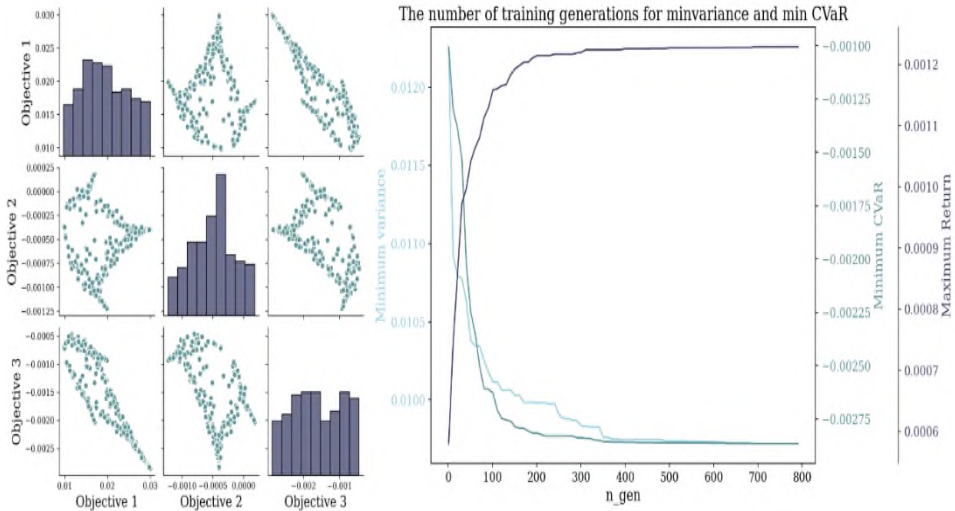 The number of training generations for minvariance and min CVaR
Objective 1
0.030
0.025
0.020
0.015
0.010
Objective 2
0.00025
0.00000
−0.00025
−0.00050
−0.00075
−0.00100
−0.00125
Objective 3
−0.0005
−0.0010
−0.0015
−0.0020
−0.0025
0.01 0.02 0.03
Objective 1
−0.0010 −0.0005 0.0000
Objective 2
−0.002 −0.001
Objective 3
Minimum variance
0.0120
0.0115
0.0110
0.0105
0.0100
0 100 200 300 400 500 600 700 800
n_gen
−0.00100
−0.00125
−0.00150
−0.00175
−0.00200
−0.00225
−0.00250
−0.00275
Minimum CVaR
0.0012
0.0011
0.0010
0.0009
0.0008
0.0007
0.0006
Maximum Return